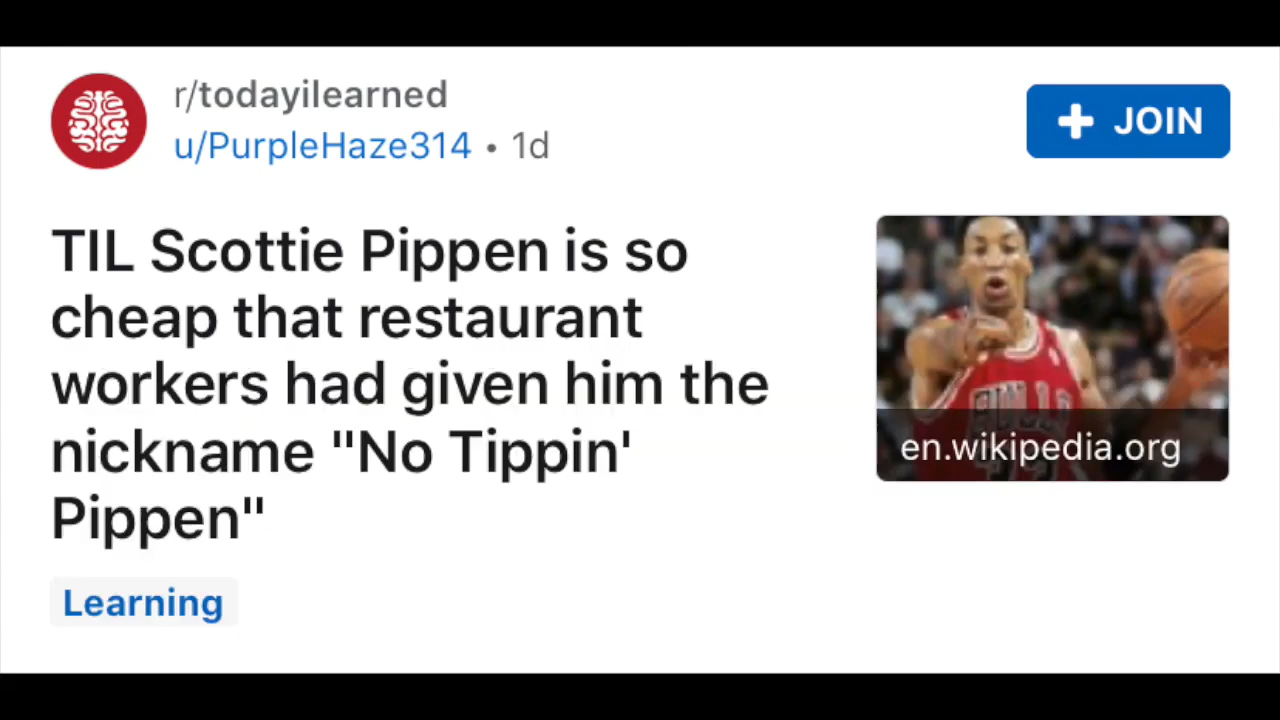 r/todayilearned
u/PurpleHaze314 • 1d
JOIN
TIL Scottie Pippen is so
cheap that restaurant
workers had given him the
nickname "No Tippin'
Pippen"
en.wikipedia.org
Learning